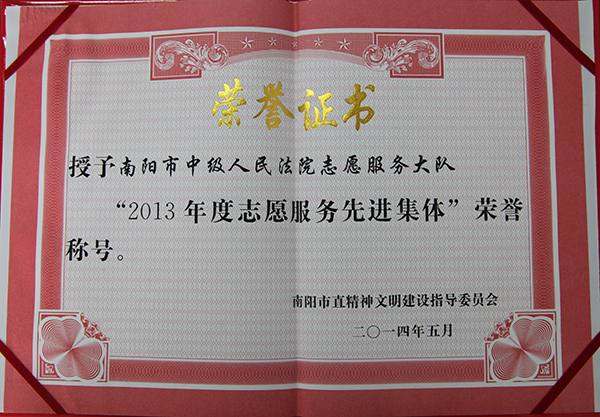 荣誉证书
授予南阳市中级人民法院志愿服务大队
“2013年度志愿服务先进集体”荣誉
称号。
南阳市直精神文明建设指导委员会
二〇一四年五月